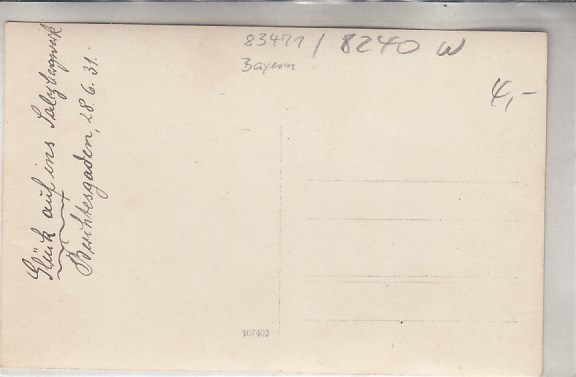 83471 / 8240 W
Bayern
4,-
Glück auf ins Salzbergwerk
Berchtesgaden, 28.6.31.
107402